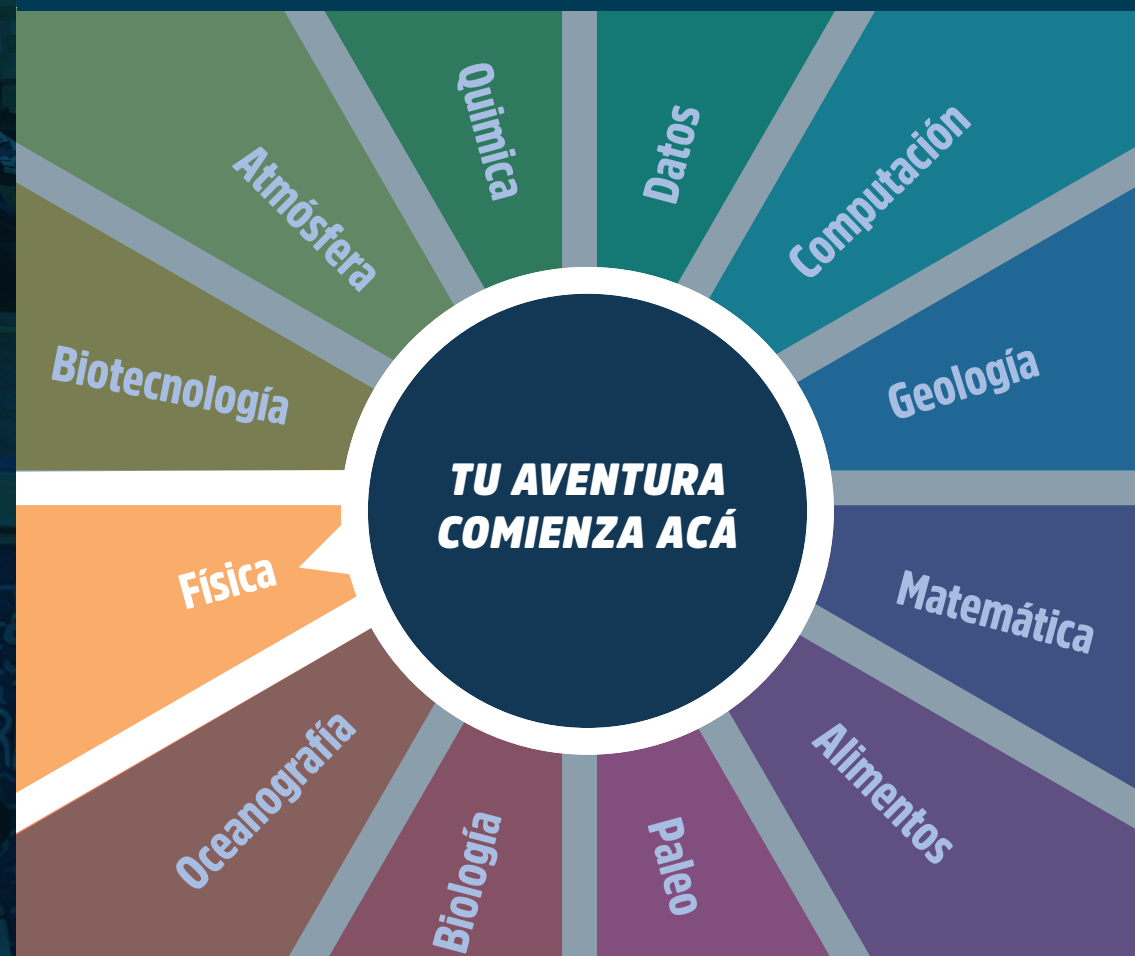 Quimica
Datos
Computación
Geología
Matemática
Alimentos
Paleo
Biología
Oceanografía
Física
Biotecnología
Atmósfera
TU AVENTURA
COMIENZA ACÁ